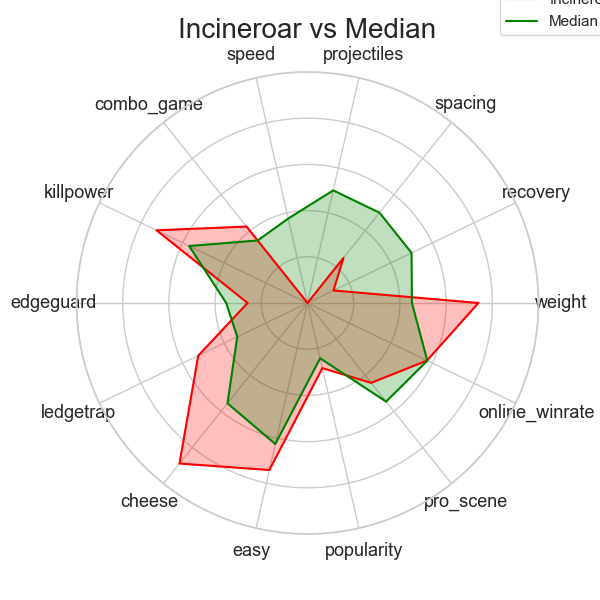 Median
Incineroar vs Median
speed
projectiles
combo_game
spacing
killpower
recovery
edgeguard
weight
ledgetrap
online_winrate
cheese
pro_scene
easy
popularity